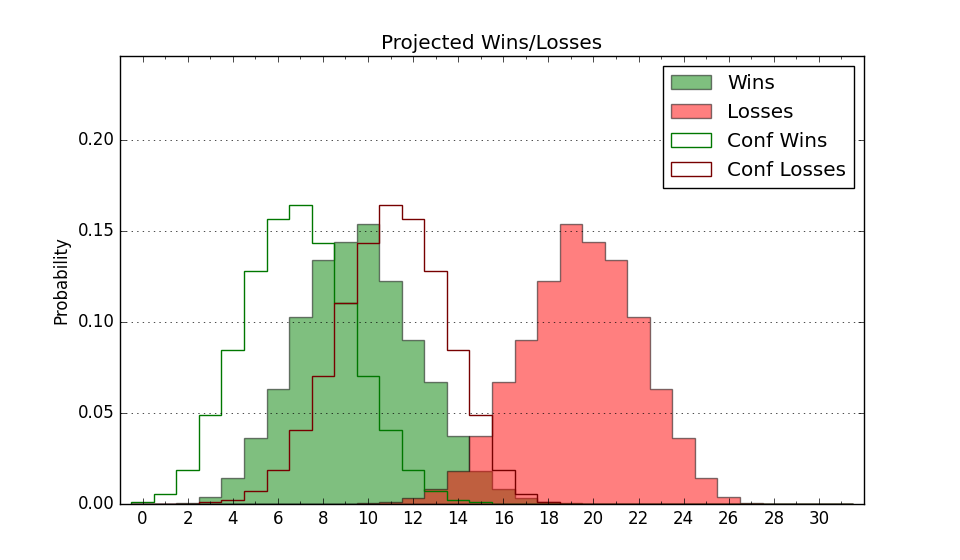 Projected Wins/Losses
Wins
Losses
Conf Wins
Conf Losses
Probability
0.20
0.15
0.10
0.05
0.00
0 2 4 6 8 10 12 14 16 18 20 22 24 26 28 30